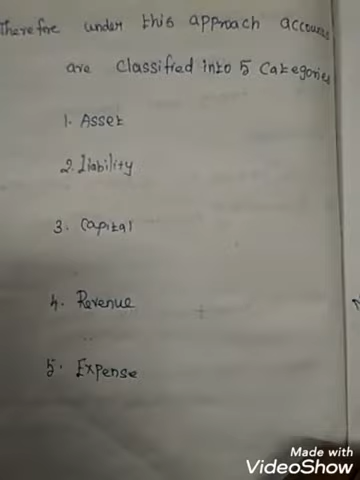 Therefore under this approach accounts
are classified into 5 categories
1. Asset
2. Liability
3. Capital
4. Revenue
5. Expense
Made with
VideoShow